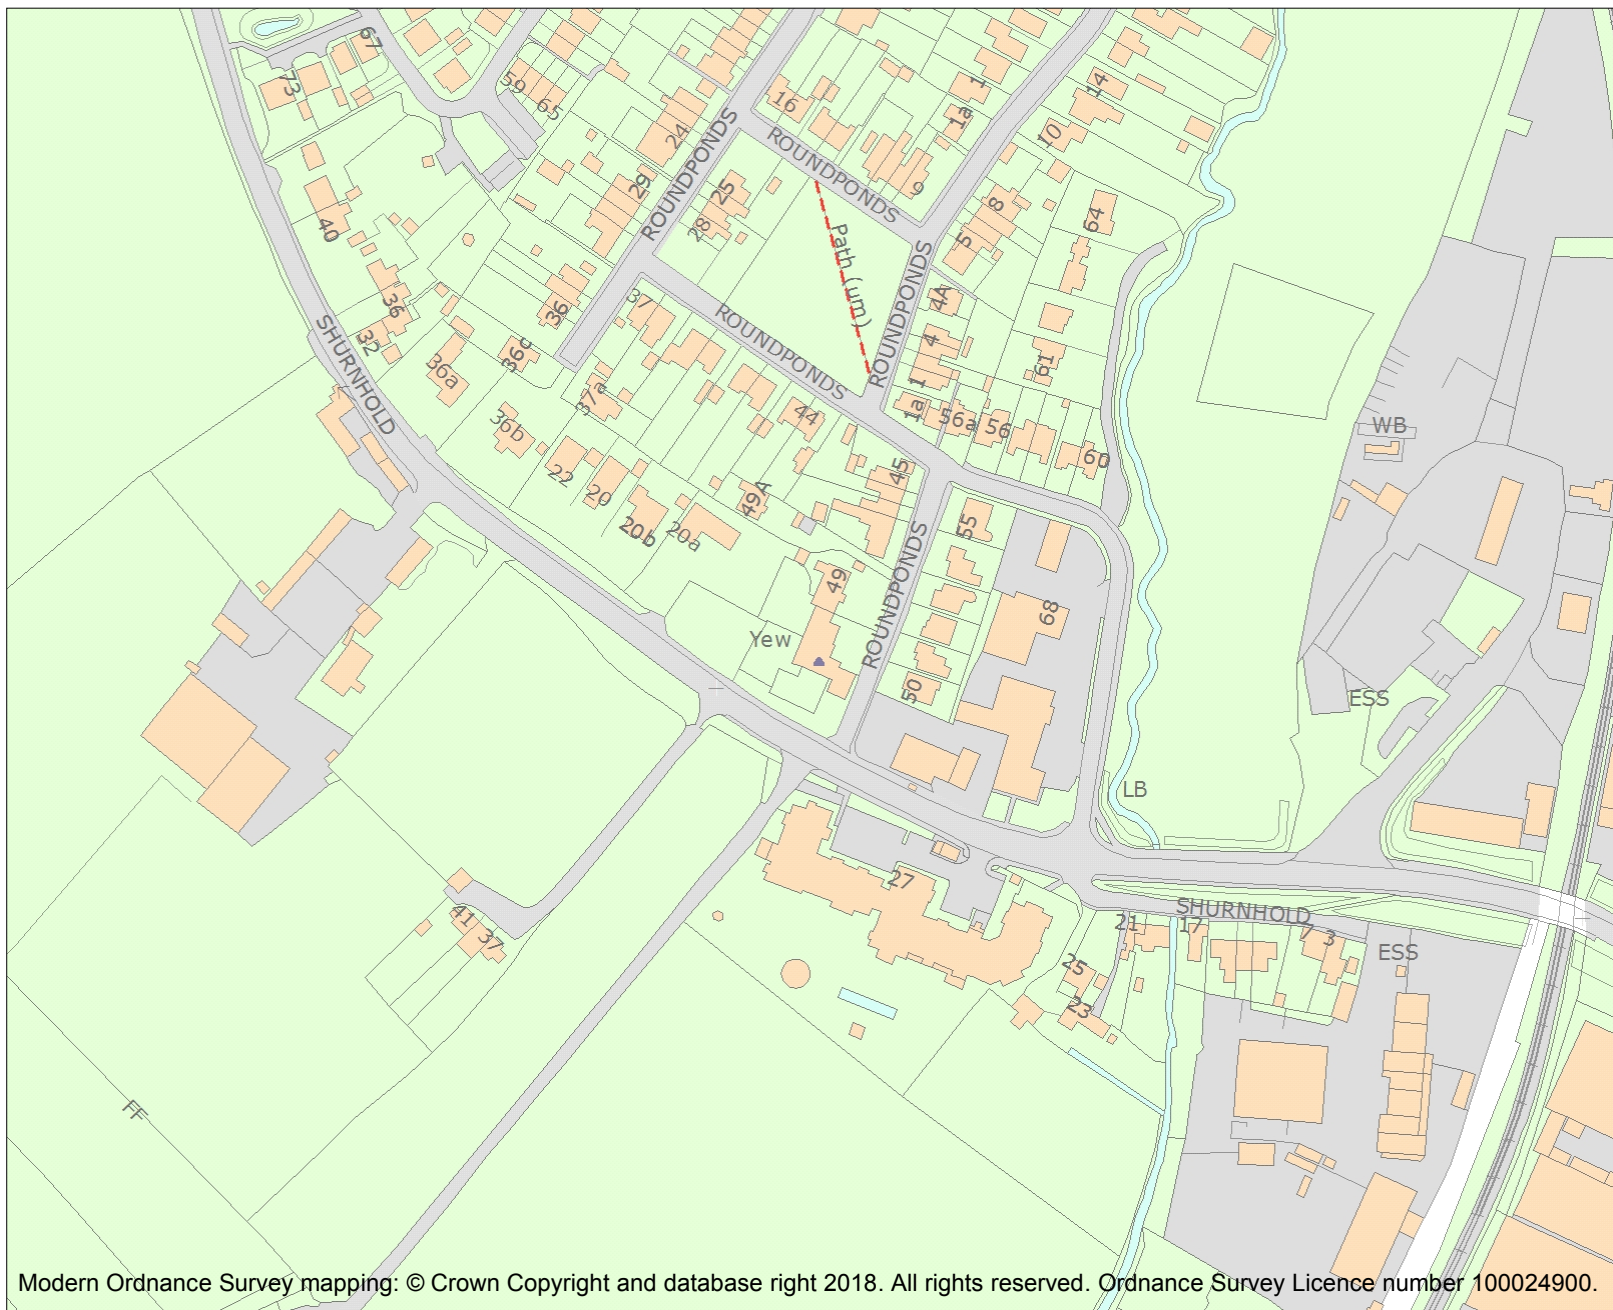 67
73
59
65
16
1
1a
14
10
24
ROUNDPONDS
ROUNDPONDS
9
29
25
28
8
5
64
40
Path (um)
ROUNDPONDS
36
32
SHURNHOLD
36a
36c
36
37
ROUNDPONDS
4A
4
1
1a
61
37a
36b
44
56a
56
60
WB
22
20
20b
20a
49A
45
55
ROUNDPONDS
49
68
Yew
50
ESS
LB
27
41
37
SHURNHOLD
21
17
7
3
ESS
25
23
FF
Modern Ordnance Survey mapping: © Crown Copyright and database right 2018. All rights reserved. Ordnance Survey Licence number 100024900.